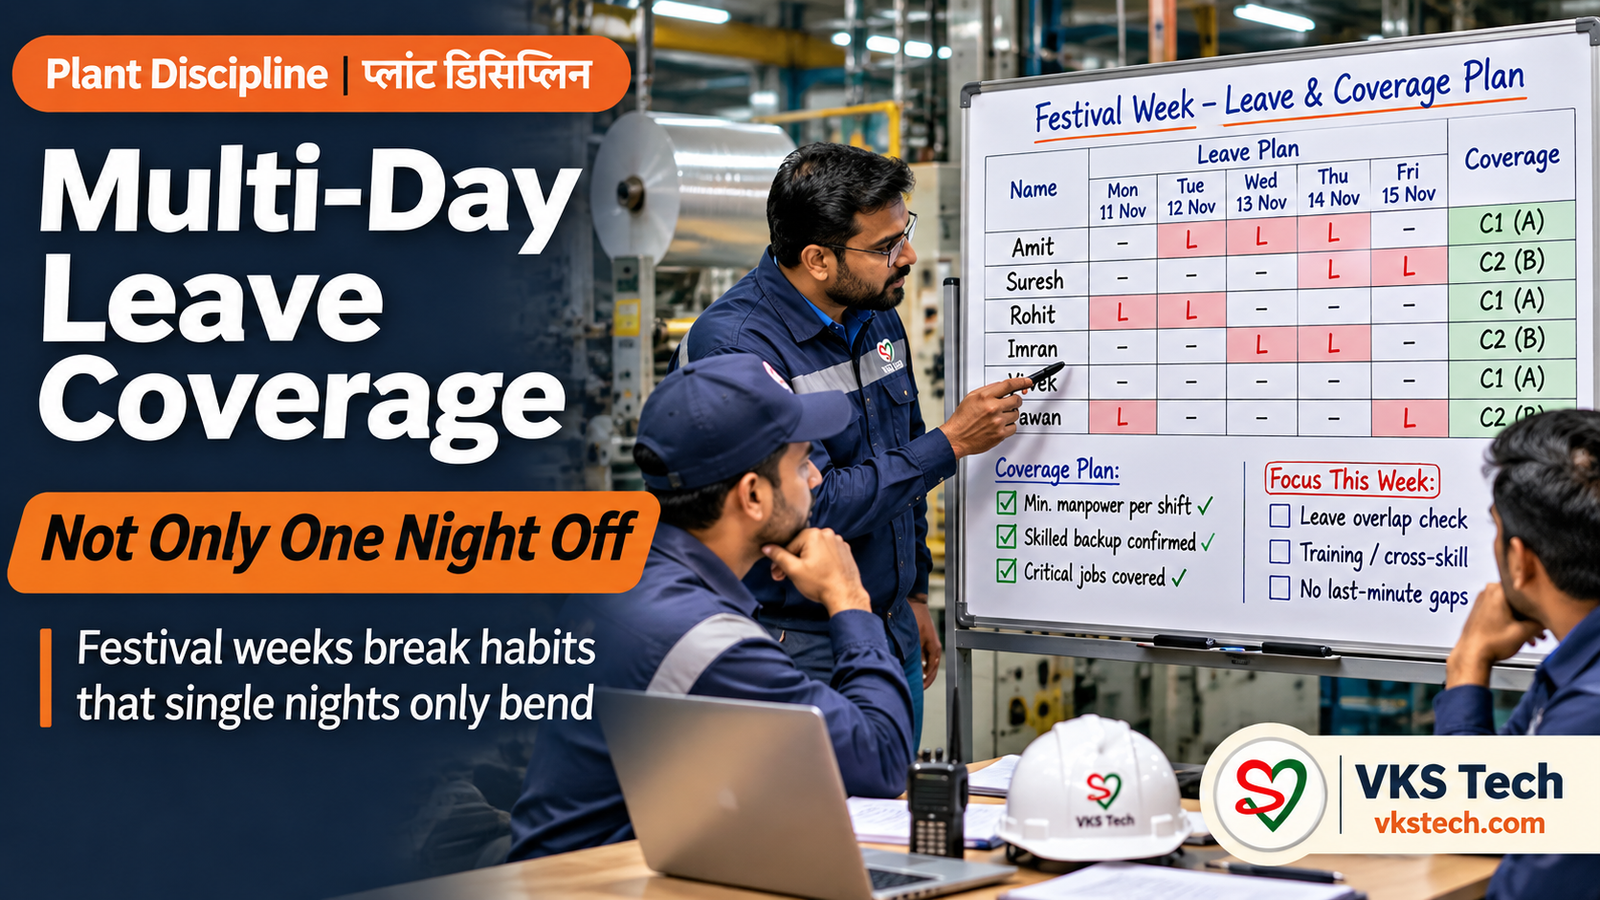 Plant Discipline | प्लांट डिसिप्लिन
Multi-Day
Leave
Coverage
Not Only One Night Off
Festival weeks break habits
that single nights only bend
Festival Week – Leave & Coverage Plan
Name
Leave Plan
Coverage
Mon 11 Nov
Tue 12 Nov
Wed 13 Nov
Thu 14 Nov
Fri 15 Nov
Amit – L L L – C1 (A)
Suresh – – – L L C2 (B)
Rohit L L – – – C1 (A)
Imran – – L L – C2 (B)
– – – – – C1 (A)
awan L – – – L C2
Coverage Plan:
Min. manpower per shift ✓
Skilled backup confirmed ✓
Critical jobs covered ✓
Focus This Week:
Leave overlap check
Training / cross-skill
No last-minute gaps
VKS Tech
VKS Tech
vkstech.com